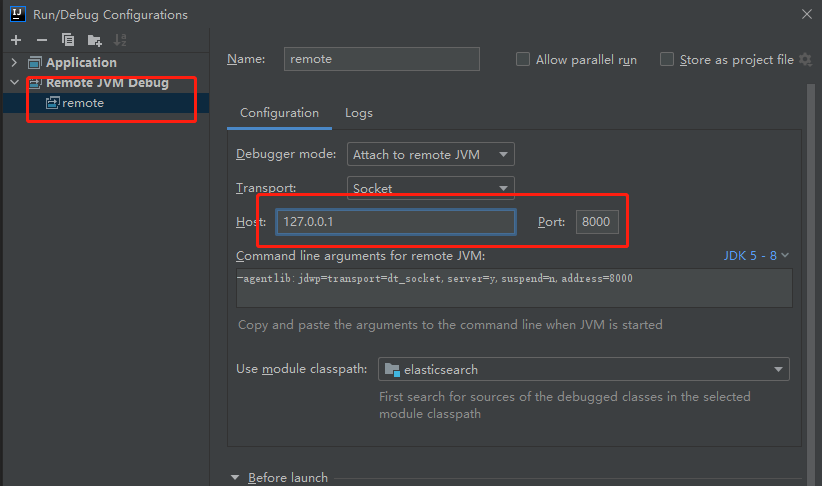 IJ Run/Debug Configurations
Application
Remote JVM Debug
remote
Name: remote
Allow parallel run
Store as project file
Configuration
Logs
Debugger mode: Attach to remote JVM
Transport: Socket
Host: 127.0.0.1
Port: 8000
Command line arguments for remote JVM:
JDK 5 - 8
-agentlib:jdwp=transport=dt_socket,server=y,suspend=n,address=8000
Copy and paste the arguments to the command line when JVM is started
Use module classpath: elasticsearch
First search for sources of the debugged classes in the selected
module classpath
Before launch